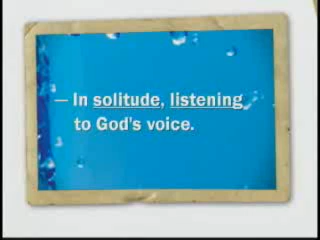 — In solitude, listening
to God's voice.